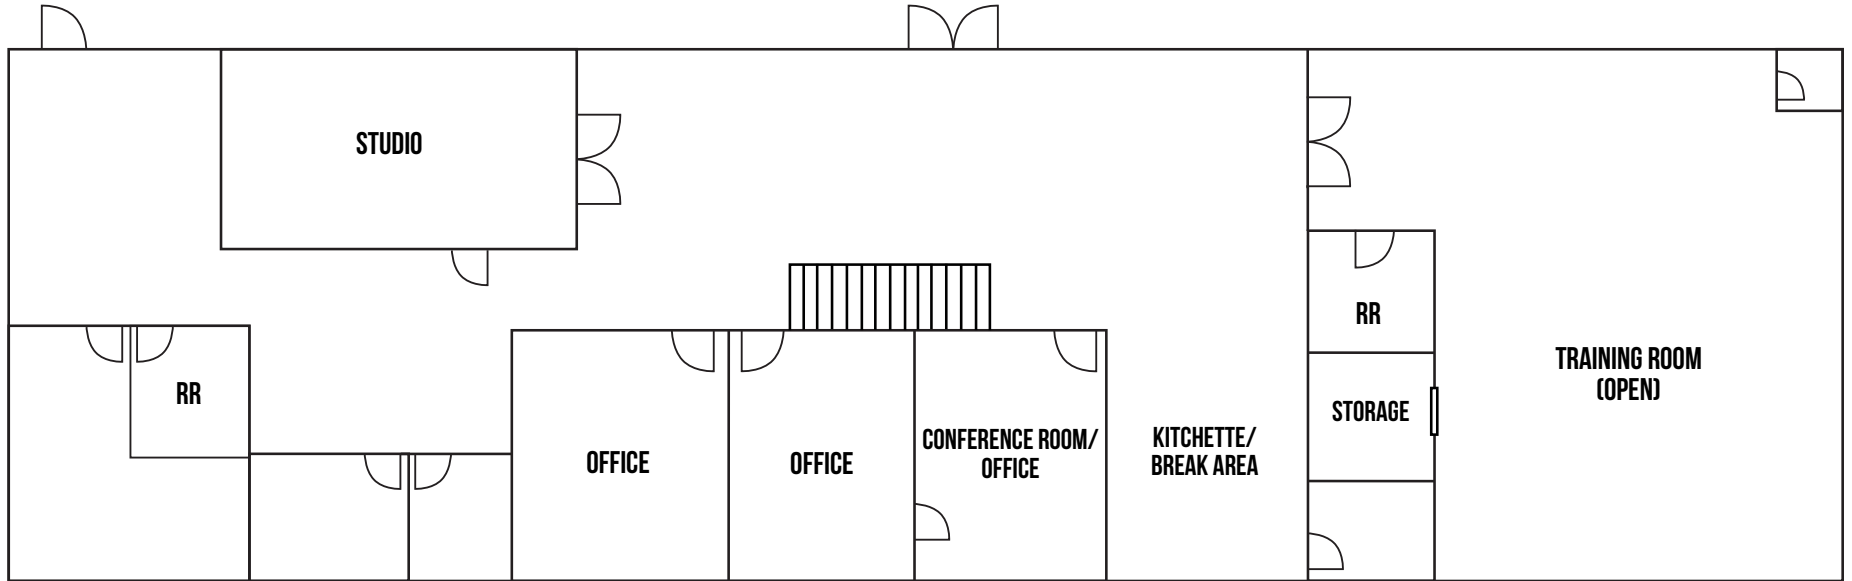 STUDIO
RR
OFFICE
OFFICE
CONFERENCE ROOM/
OFFICE
KITCHETTE/
BREAK AREA
RR
STORAGE
TRAINING ROOM
(OPEN)